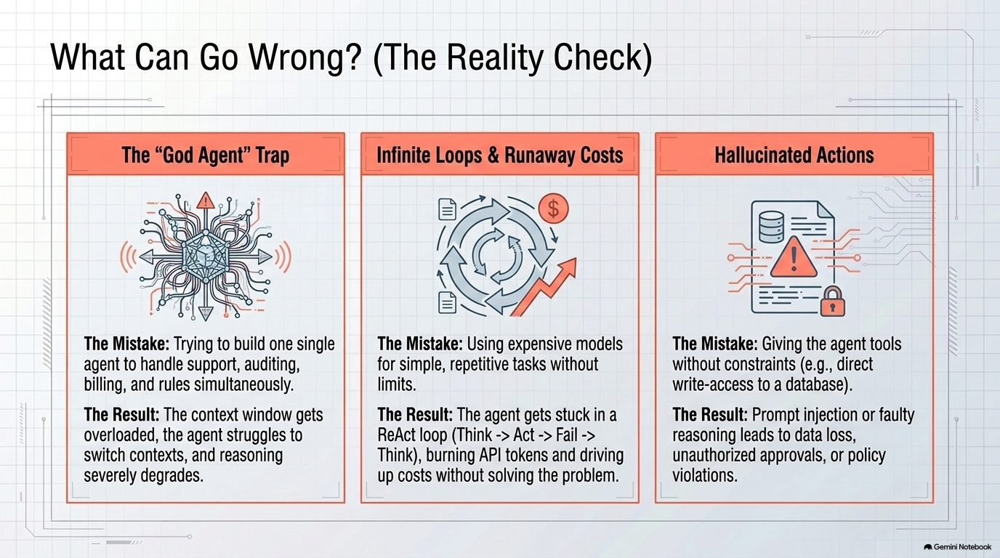 What Can Go Wrong? (The Reality Check)
The “God Agent” Trap
The Mistake: Trying to build one single
agent to handle support, auditing,
billing, and rules simultaneously.
The Result: The context window gets
overloaded, the agent struggles to
switch contexts, and reasoning
severely degrades.
Infinite Loops & Runaway Costs
$
The Mistake: Using expensive models
for simple, repetitive tasks without
limits.
The Result: The agent gets stuck in a
ReAct loop (Think -> Act -> Fail ->
Think), burning API tokens and driving
up costs without solving the problem.
Hallucinated Actions
The Mistake: Giving the agent tools
without constraints (e.g., direct
write-access to a database).
The Result: Prompt injection or faulty
reasoning leads to data loss,
unauthorized approvals, or policy
violations.
Gemini Notebook